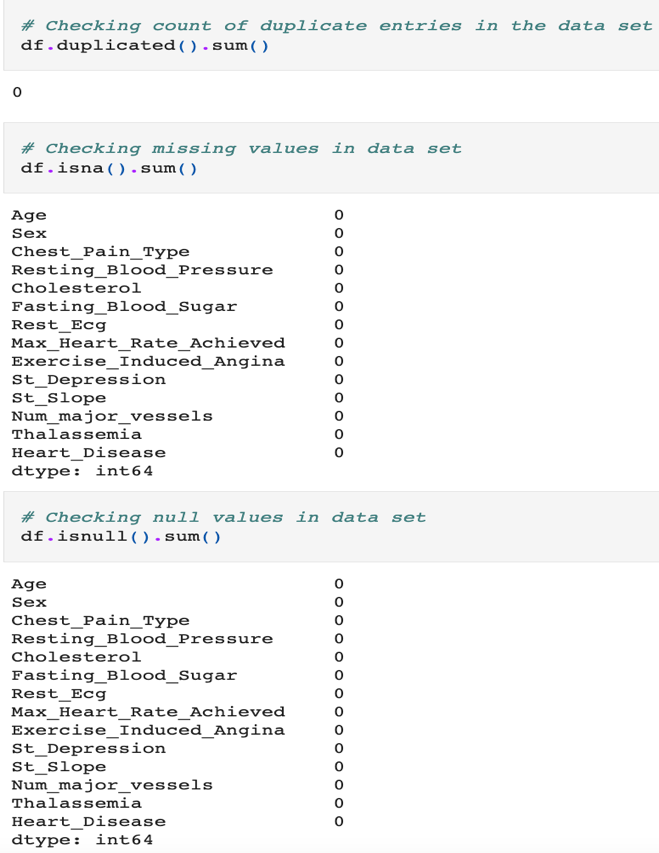 # Checking count of duplicate entries in the data set
df.duplicated().sum()
0
# Checking missing values in data set
df.isna().sum()
Age 0
Sex 0
Chest_Pain_Type 0
Resting_Blood_Pressure 0
Cholesterol 0
Fasting_Blood_Sugar 0
Rest_Ecg 0
Max_Heart_Rate_Achieved 0
Exercise_Induced_Angina 0
St_Depression 0
St_Slope 0
Num_major_vessels 0
Thalassemia 0
Heart_Disease 0
dtype: int64
# Checking null values in data set
df.isnull().sum()
Age 0
Sex 0
Chest_Pain_Type 0
Resting_Blood_Pressure 0
Cholesterol 0
Fasting_Blood_Sugar 0
Rest_Ecg 0
Max_Heart_Rate_Achieved 0
Exercise_Induced_Angina 0
St_Depression 0
St_Slope 0
Num_major_vessels 0
Thalassemia 0
Heart_Disease 0
dtype: int64